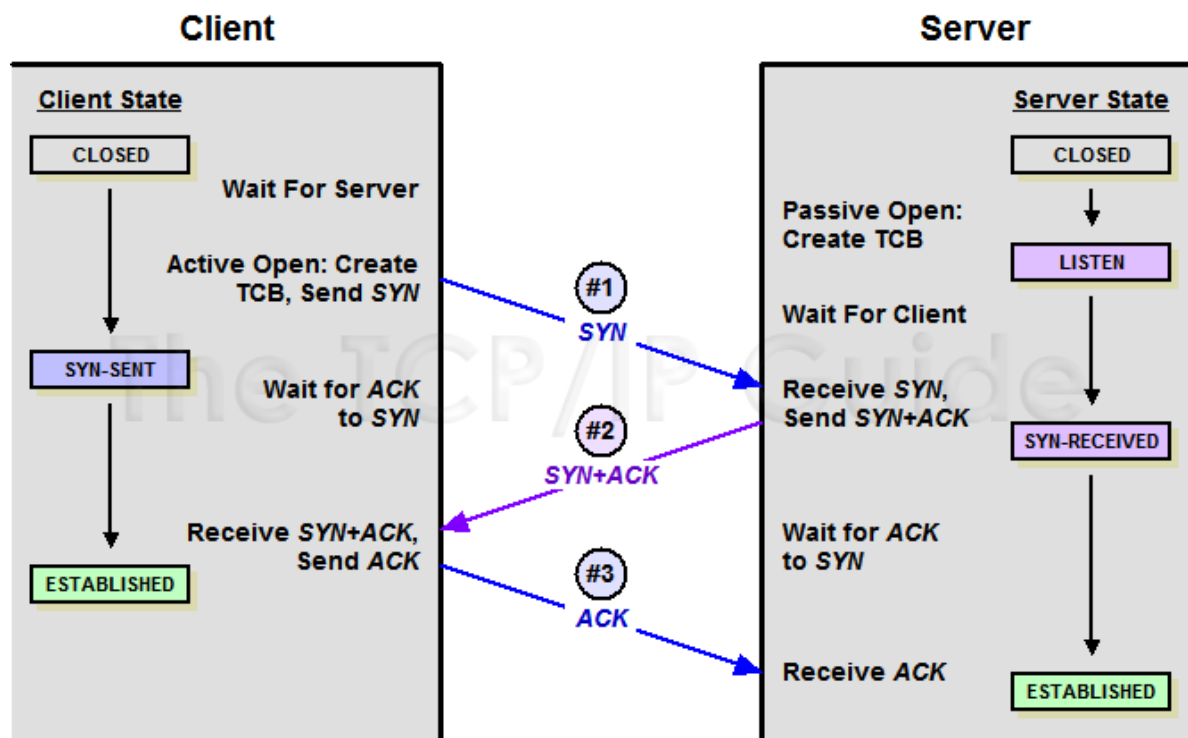 Client
Server
Client State
CLOSED
Wait For Server
Active Open: Create
TCB, Send SYN
SYN-SENT
Wait for ACK
to SYN
Receive SYN+ACK,
Send ACK
ESTABLISHED
#1
SYN
#2
SYN+ACK
#3
ACK
Server State
CLOSED
Passive Open:
Create TCB
LISTEN
Wait For Client
Receive SYN,
Send SYN+ACK
SYN-RECEIVED
Wait for ACK
to SYN
Receive ACK
ESTABLISHED
The TCP/IP Guide